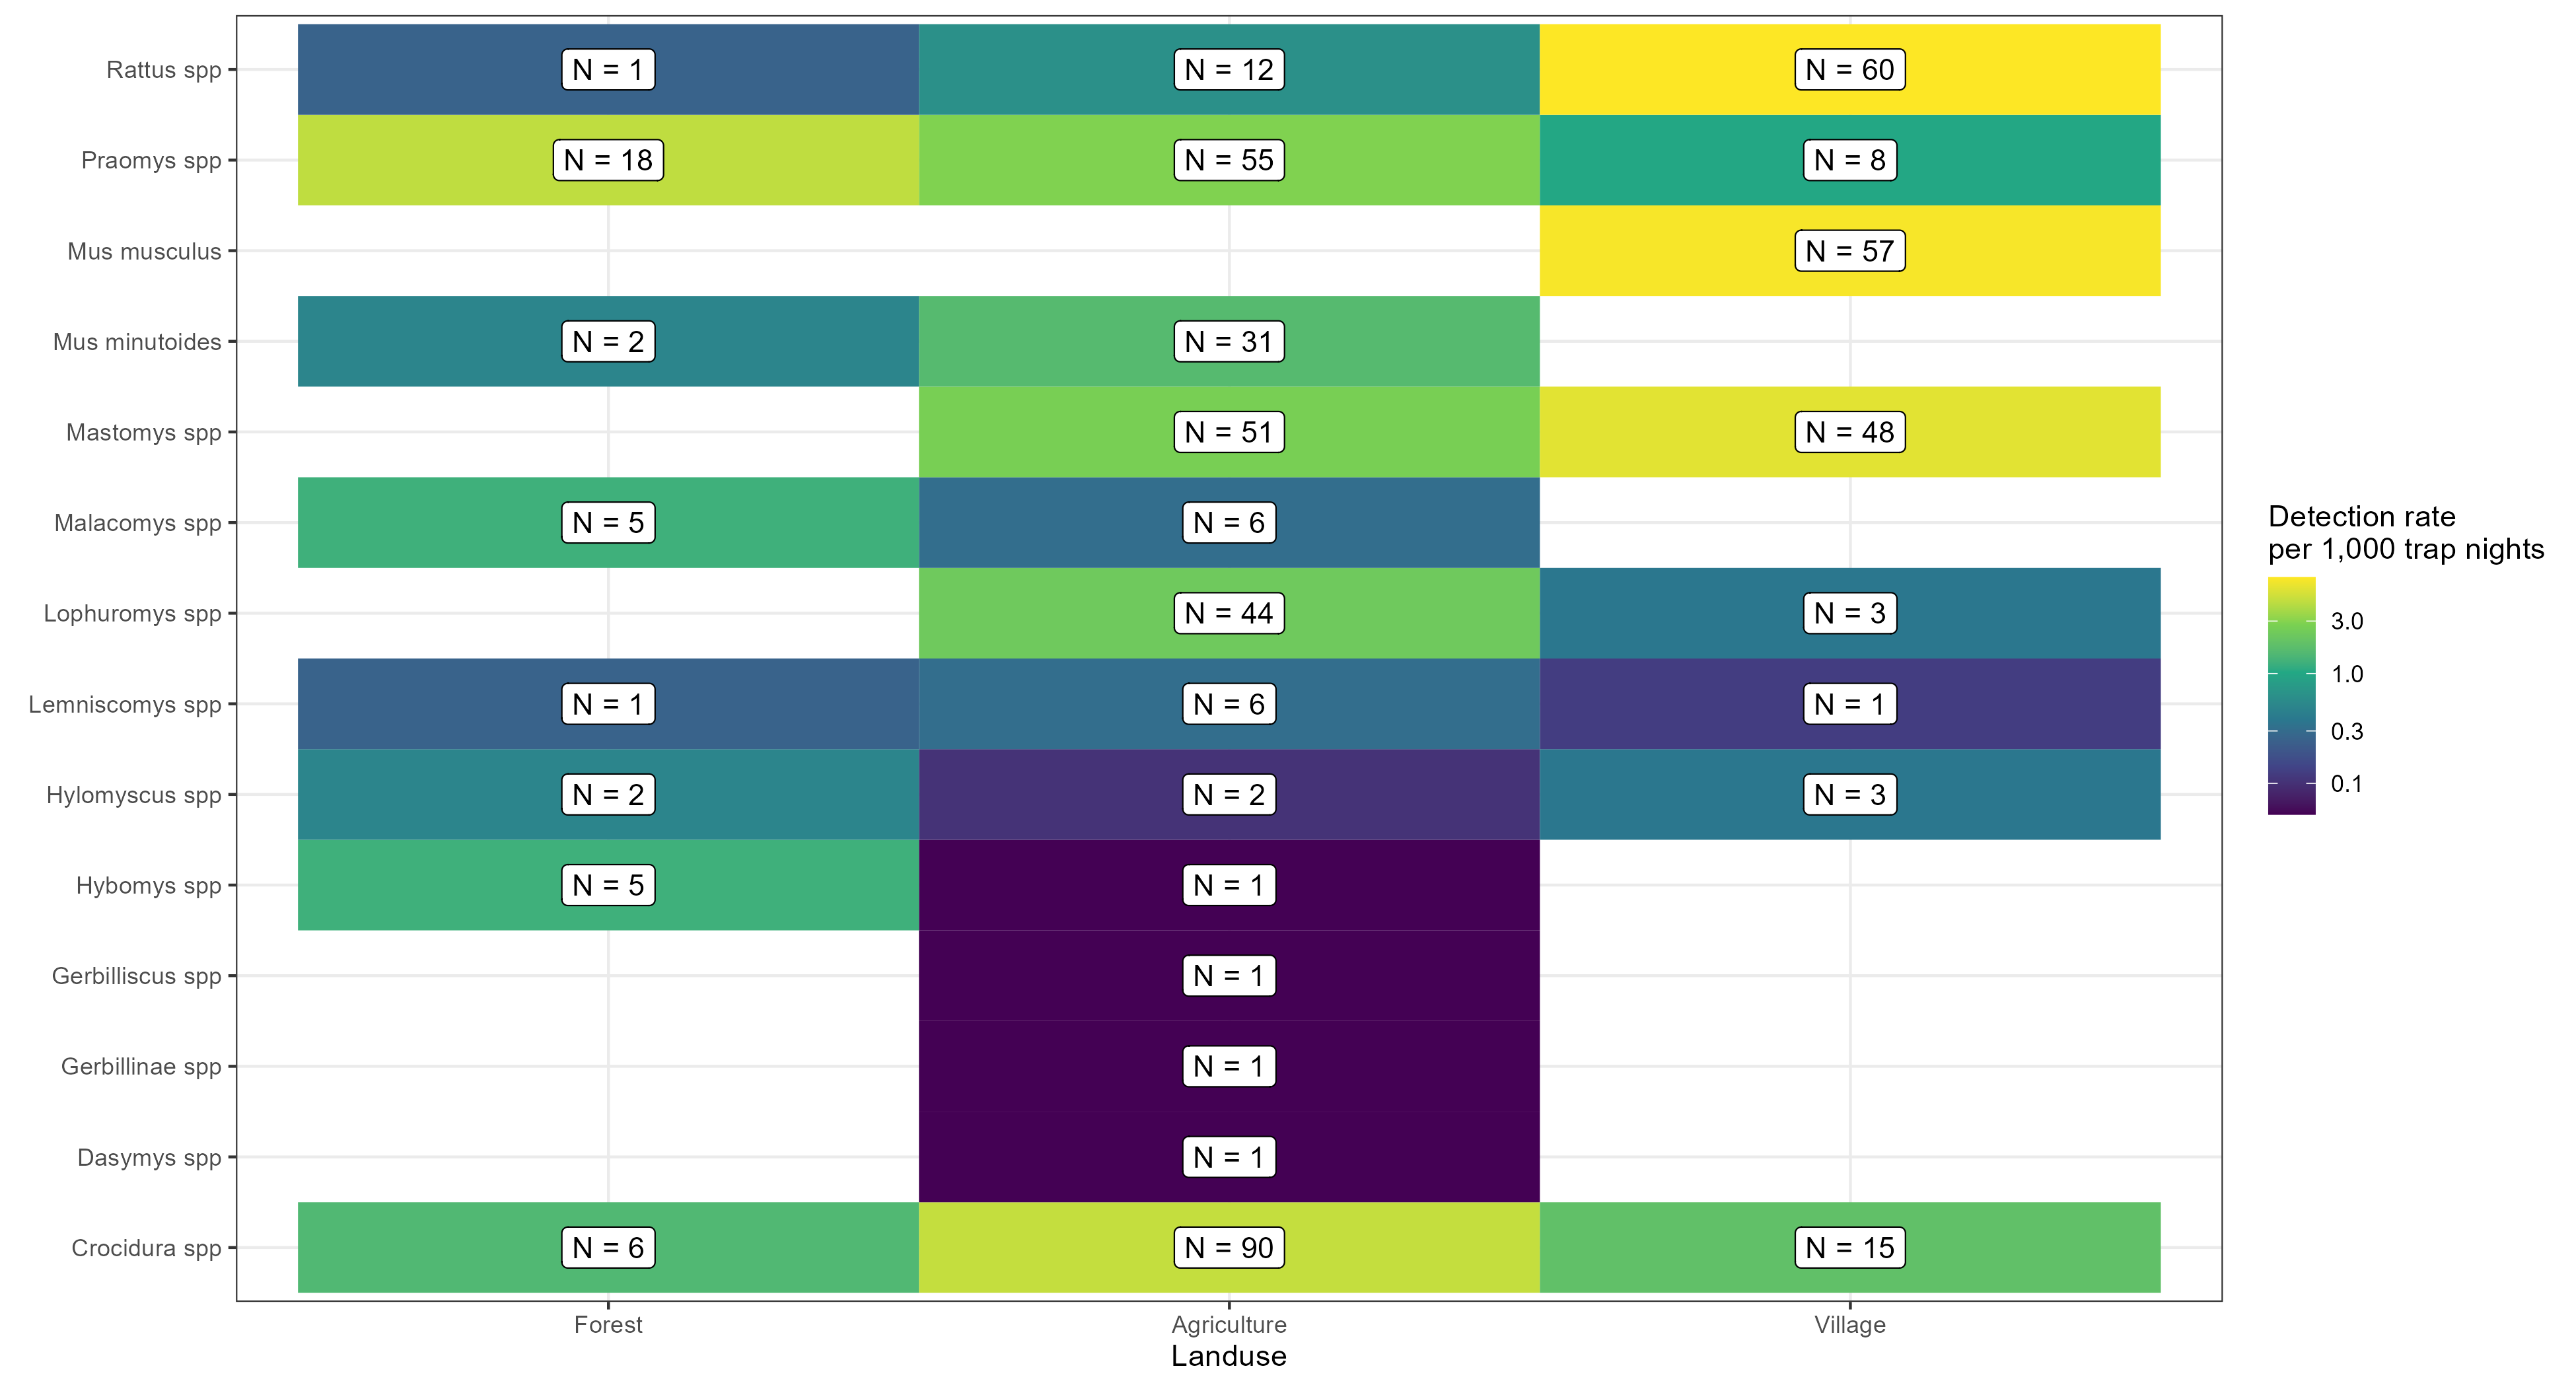 Rattus spp
N = 1
N = 12
N = 60
Praomys spp
N = 18
N = 55
N = 8
Mus musculus
N = 57
Mus minutoides
N = 2
N = 31
Mastomys spp
N = 51
N = 48
Malacomys spp
N = 5
N = 6
Lophuromys spp
N = 44
N = 3
Lemniscomys spp
N = 1
N = 6
N = 1
Hylomyscus spp
N = 2
N = 2
N = 3
Hybomys spp
N = 5
N = 1
Gerbilliscus spp
N = 1
Gerbillinae spp
N = 1
Dasymys spp
N = 1
Crocidura spp
N = 6
N = 90
N = 15
Forest
Agriculture
Village
Landuse
Detection rate
per 1,000 trap nights
3.0
1.0
0.3
0.1